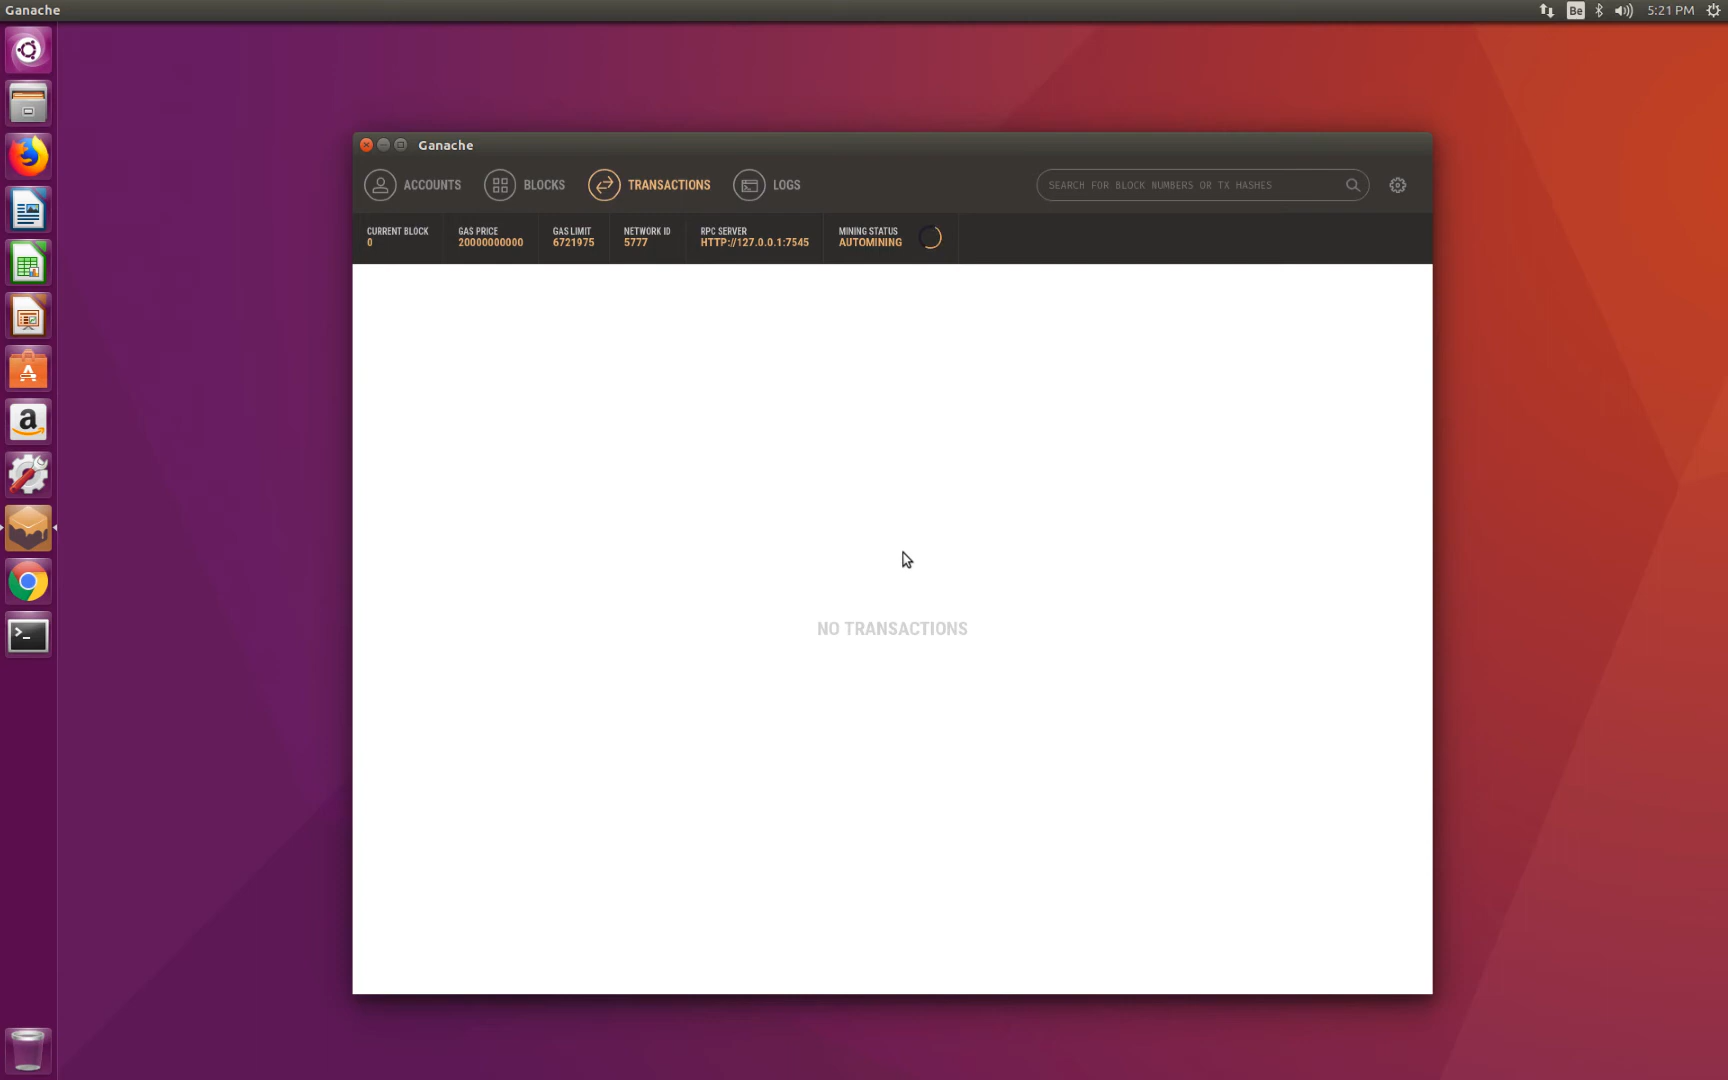 Ganache
Be
5:21 PM
Ganache
ACCOUNTS
BLOCKS
TRANSACTIONS
LOGS
SEARCH FOR BLOCK NUMBERS OR TX HASHES
CURRENT BLOCK
0
GAS PRICE
20000000000
GAS LIMIT
6721975
NETWORK ID
5777
RPC SERVER
HTTP://127.0.0.1:7545
MINING STATUS
AUTOMINING
NO TRANSACTIONS